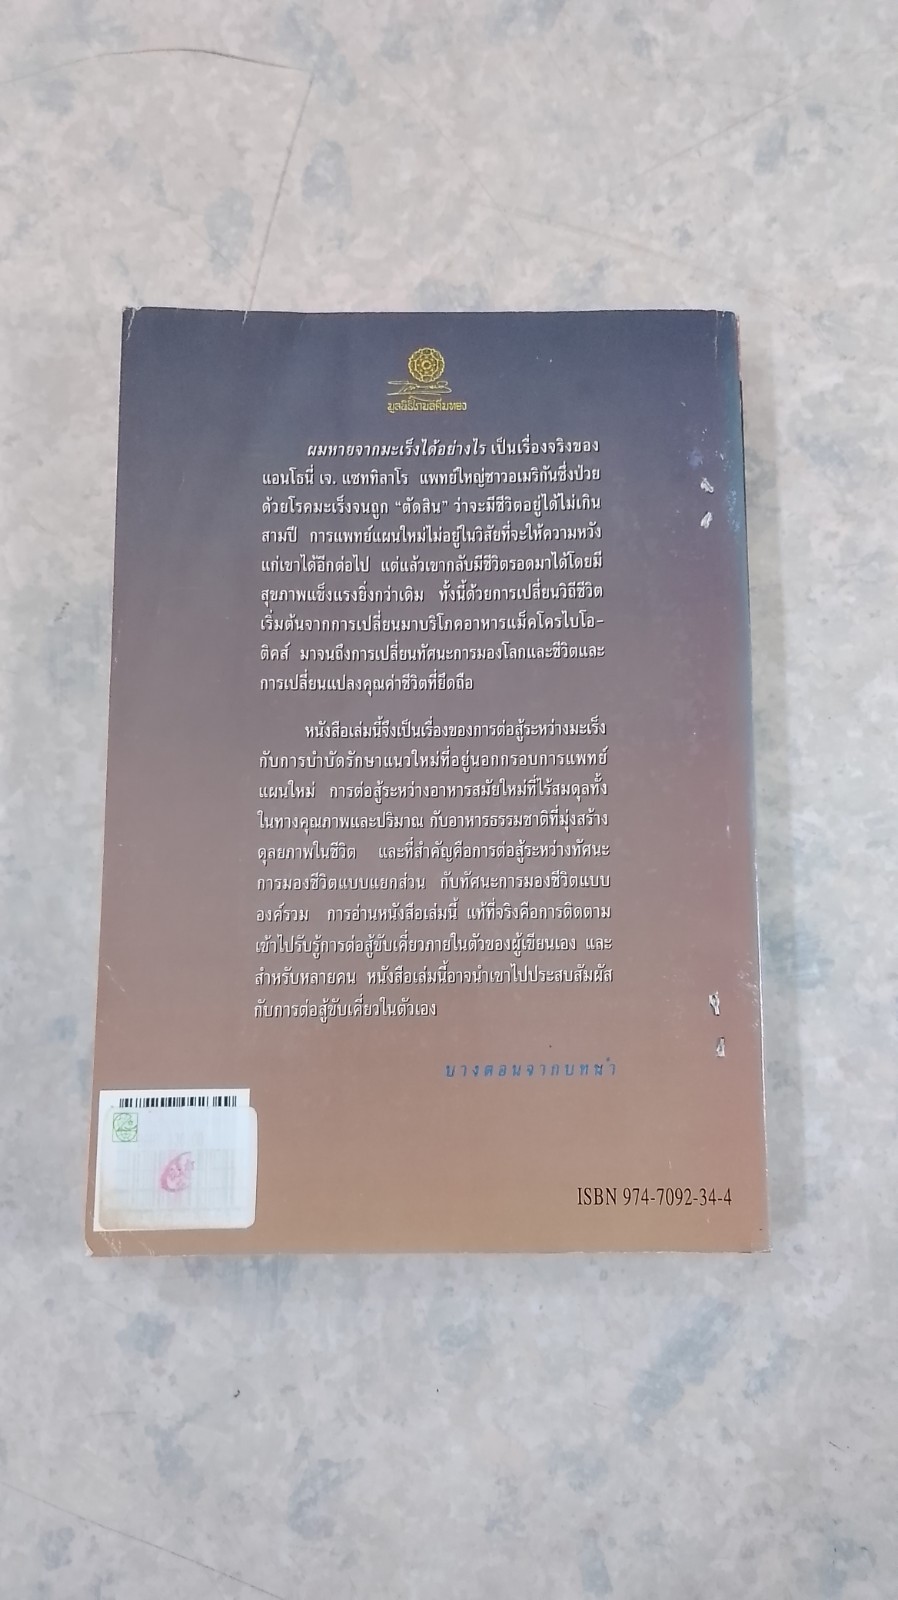 มูลนิธิโกมลคีมทอง
ผมหายจากมะเร็งได้อย่างไร เป็นเรื่องจริงของ
แอนโธนี่ เจ. แซททิลาโร แพทย์ใหญ่ชาวอเมริกันซึ่งป่วย
ด้วยโรคมะเร็งจนถูก “ตัดสิน” ว่าจะมีชีวิตอยู่ได้ไม่เกิน
สามปี การแพทย์แผนใหม่ไม่อยู่ในวิสัยที่จะให้ความหวัง
แก่เขาได้อีกต่อไป แต่แล้วเขากลับมีชีวิตรอดมาได้โดยมี
สุขภาพแข็งแรงยิ่งกว่าเดิม ทั้งนี้ด้วยการเปลี่ยนวิถีชีวิต
เริ่มต้นจากการเปลี่ยนมาบริโภคอาหารแม็คโครไบโอ-
ติคส์ มาจนถึงการเปลี่ยนทัศนะการมองโลกและชีวิตและ
การเปลี่ยนแปลงคุณค่าชีวิตที่ยึดถือ
หนังสือเล่มนี้จึงเป็นเรื่องของการต่อสู้ระหว่างมะเร็ง
กับการบำบัดรักษาแนวใหม่ที่อยู่นอกกรอบการแพทย์
แผนใหม่ การต่อสู้ระหว่างอาหารสมัยใหม่ที่ไร้สมดุลทั้ง
ในทางคุณภาพและปริมาณ กับอาหารธรรมชาติที่มุ่งสร้าง
ดุลยภาพในชีวิต และที่สำคัญคือการต่อสู้ระหว่างทัศนะ
การมองชีวิตแบบแยกส่วน กับทัศนะการมองชีวิตแบบ
องค์รวม การอ่านหนังสือเล่มนี้ แท้ที่จริงคือการติดตาม
เข้าไปรับรู้การต่อสู้ขับเคี่ยวภายในตัวของผู้เขียนเอง และ
สำหรับหลายคน หนังสือเล่มนี้อาจนำเขาไปประสบสัมผัส
กับการต่อสู้ขับเคี่ยวในตัวเอง
บางตอนจากบทนำ
ISBN 974-7092-34-4